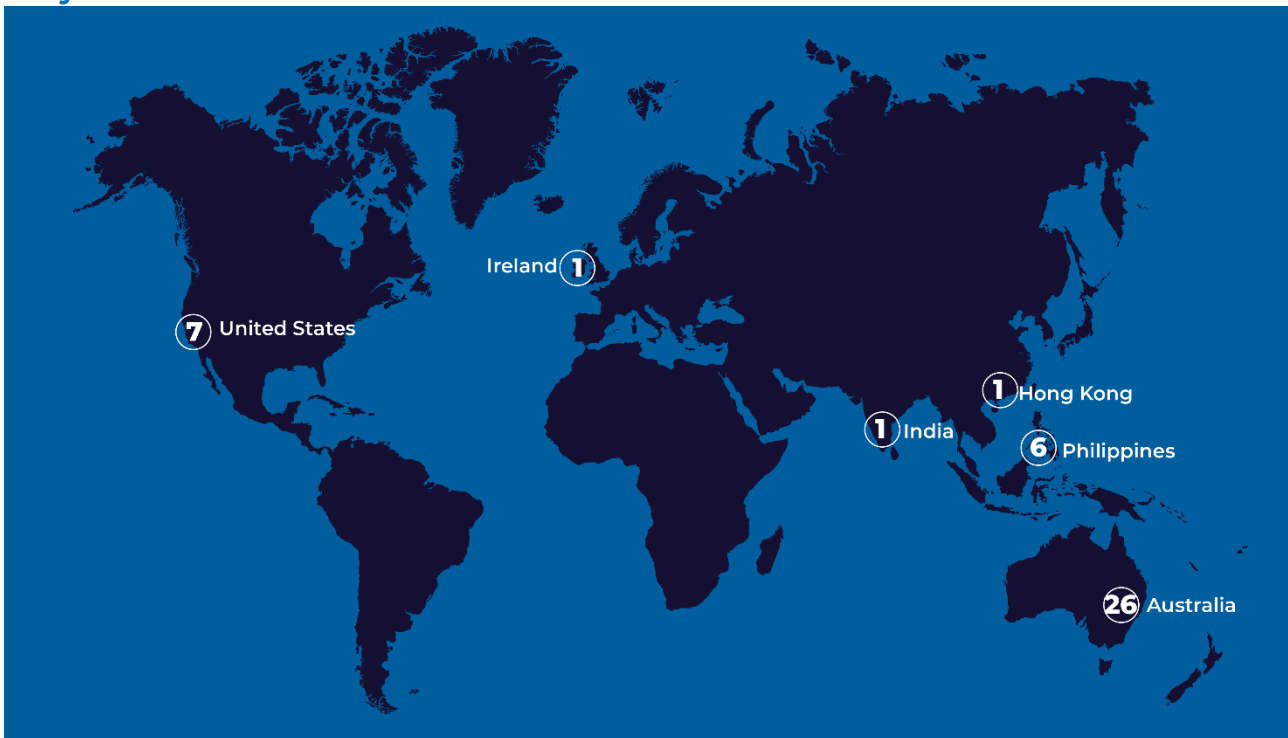 Ireland 1
7 United States
1 Hong Kong
1 India
6 Philippines
26 Australia